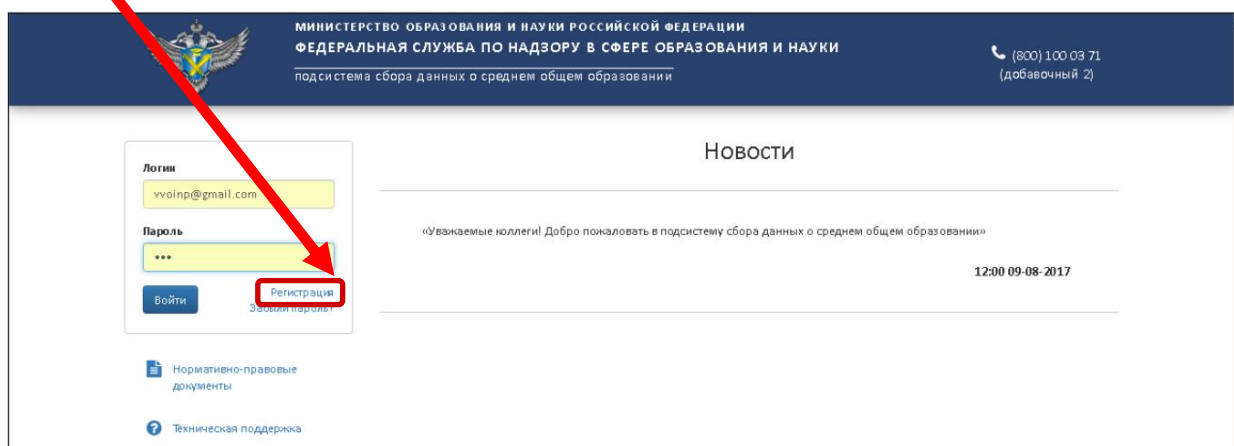 МИНИСТЕРСТВО ОБРАЗОВАНИЯ И НАУКИ РОССИЙСКОЙ ФЕДЕРАЦИИ
ФЕДЕРАЛЬНАЯ СЛУЖБА ПО НАДЗОРУ В СФЕРЕ ОБРАЗОВАНИЯ И НАУКИ
подсистема сбора данных о среднем общем образовании
(800) 100 03 71
(добавочный 2)
Логин
vvoinp@gmail.com
Пароль
•••
Войти
Регистрация
Забыли пароль?
Нормативно-правовые
документы
Техническая поддержка
Новости
«Уважаемые коллеги! Добро пожаловать в подсистему сбора данных о среднем общем образовании»
12:00 09-08-2017